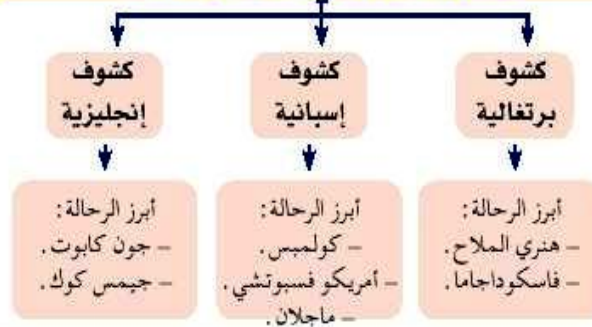 كشوف
برتغالية
كشوف
إسبانية
كشوف
إنجليزية
أبرز الرحالة:
– هنري الملاح.
– فاسكوداجاما.
أبرز الرحالة:
– كولمبس.
– أمريكو فسبوتشي.
– ماجلان.
أبرز الرحالة:
– جون كابوت.
– جيمس كوك.